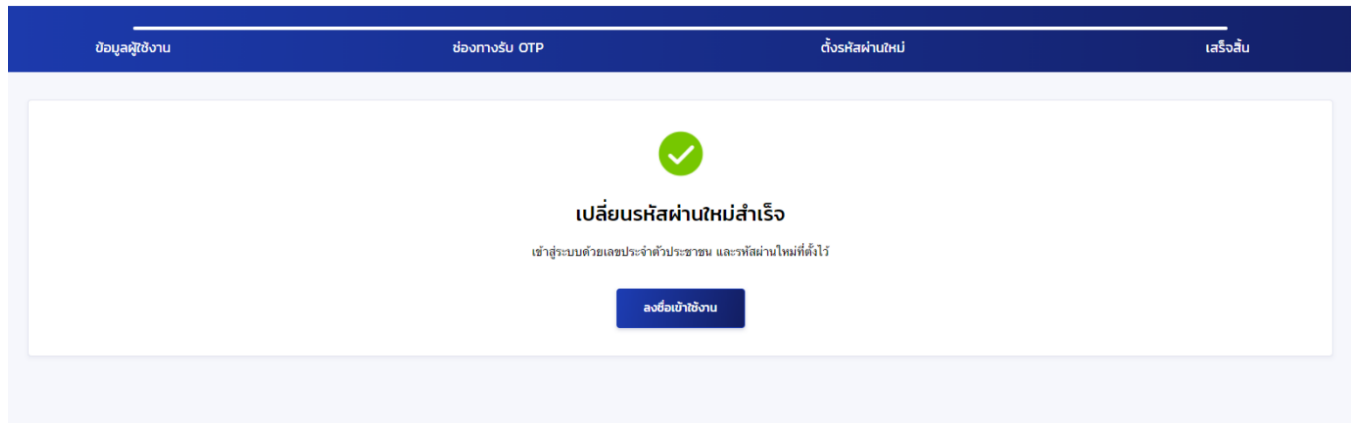 ข้อมูลผู้ใช้งาน
ช่องทางรับ OTP
ตั้งรหัสผ่านใหม่
เสร็จสิ้น
เปลี่ยนรหัสผ่านใหม่สำเร็จ
เข้าสู่ระบบด้วยเลขประจำตัวประชาชน และรหัสผ่านใหม่ที่ตั้งไว้
ลงชื่อเข้าใช้งาน